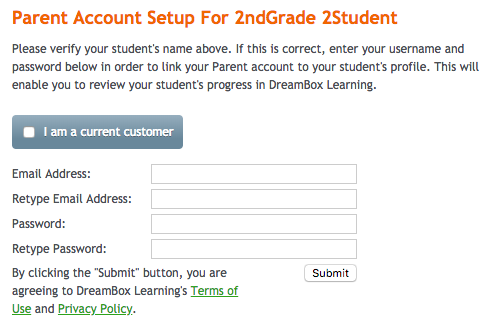 Parent Account Setup For 2ndGrade 2Student
Please verify your student's name above. If this is correct, enter your username and
password below in order to link your Parent account to your student's profile. This will
enable you to review your student's progress in DreamBox Learning.
I am a current customer
Email Address:
Retype Email Address:
Password:
Retype Password:
By clicking the "Submit" button, you are
agreeing to DreamBox Learning's Terms of
Use and Privacy Policy.
Submit